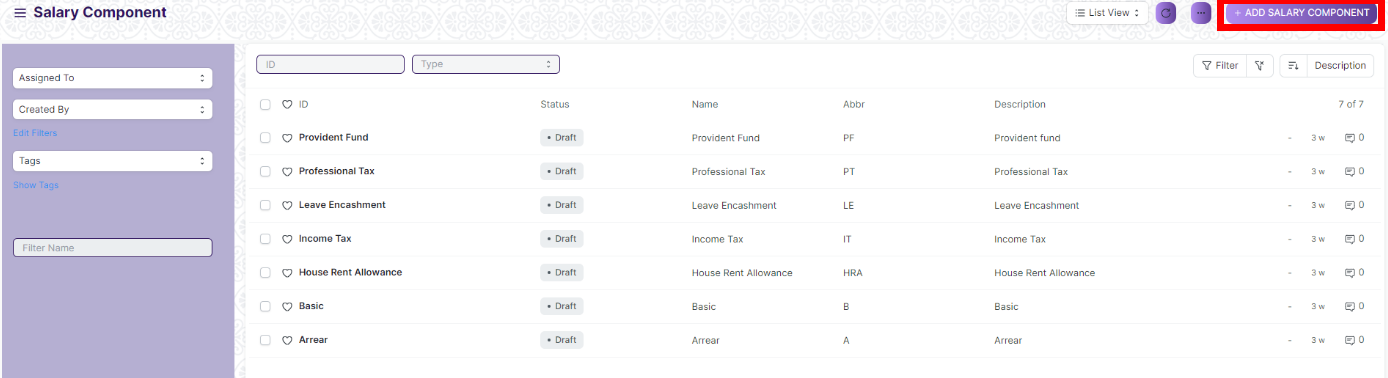 Salary Component
List View
+ ADD SALARY COMPONENT
Assigned To
Created By
Edit Filters
Tags
Show Tags
Filter Name
ID Type
Filter Description
ID Status Name Abbr Description 7 of 7
Provident Fund • Draft Provident Fund PF Provident fund - 3 w 0
Professional Tax • Draft Professional Tax PT Professional Tax - 3 w 0
Leave Encashment • Draft Leave Encashment LE Leave Encashment - 3 w 0
Income Tax • Draft Income Tax IT Income Tax - 3 w 0
House Rent Allowance • Draft House Rent Allowance HRA House Rent Allowance - 3 w 0
Basic • Draft Basic B Basic - 3 w 0
Arrear • Draft Arrear A Arrear - 3 w 0